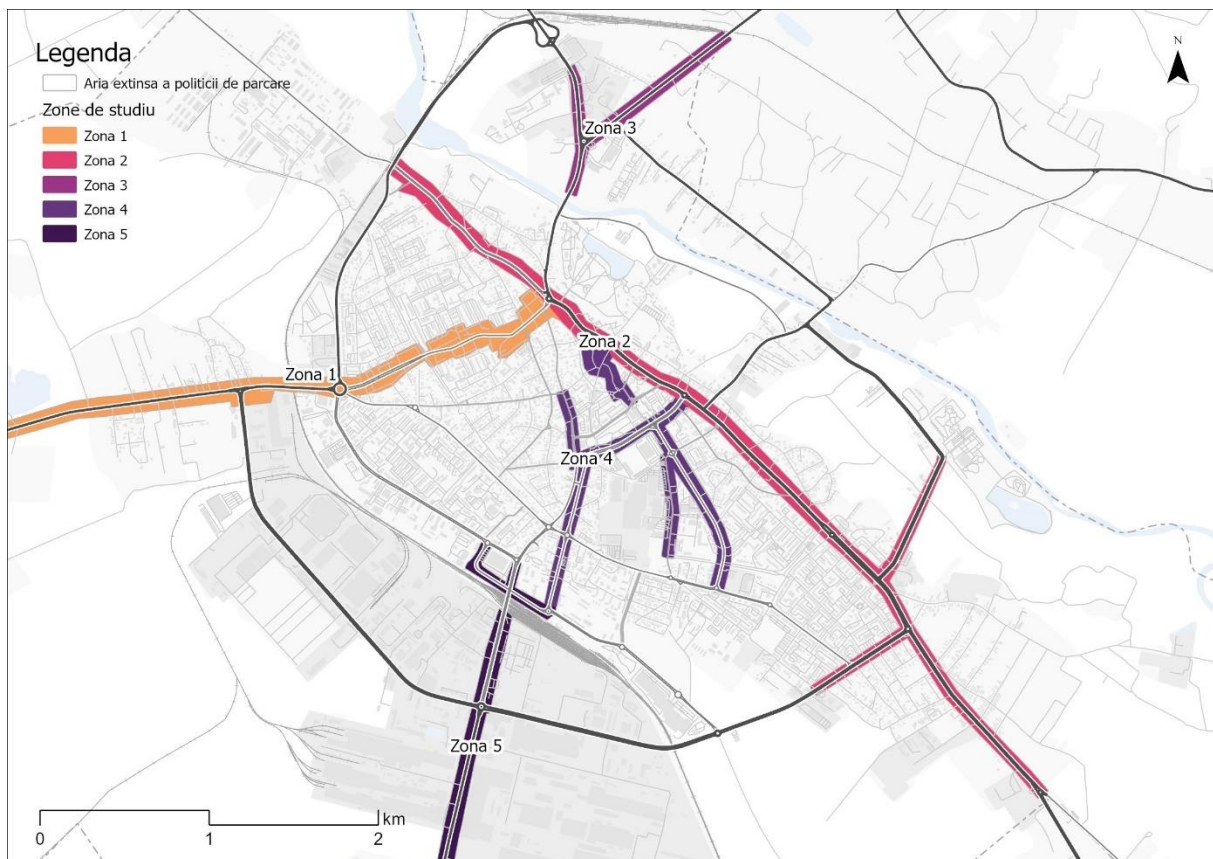 Legenda
Aria extinsa a politicii de parcare
Zone de studiu
Zona 1
Zona 2
Zona 3
Zona 4
Zona 5
N
Zona 3
Zona 2
Zona 1
Zona 4
Zona 5
km
0 1 2